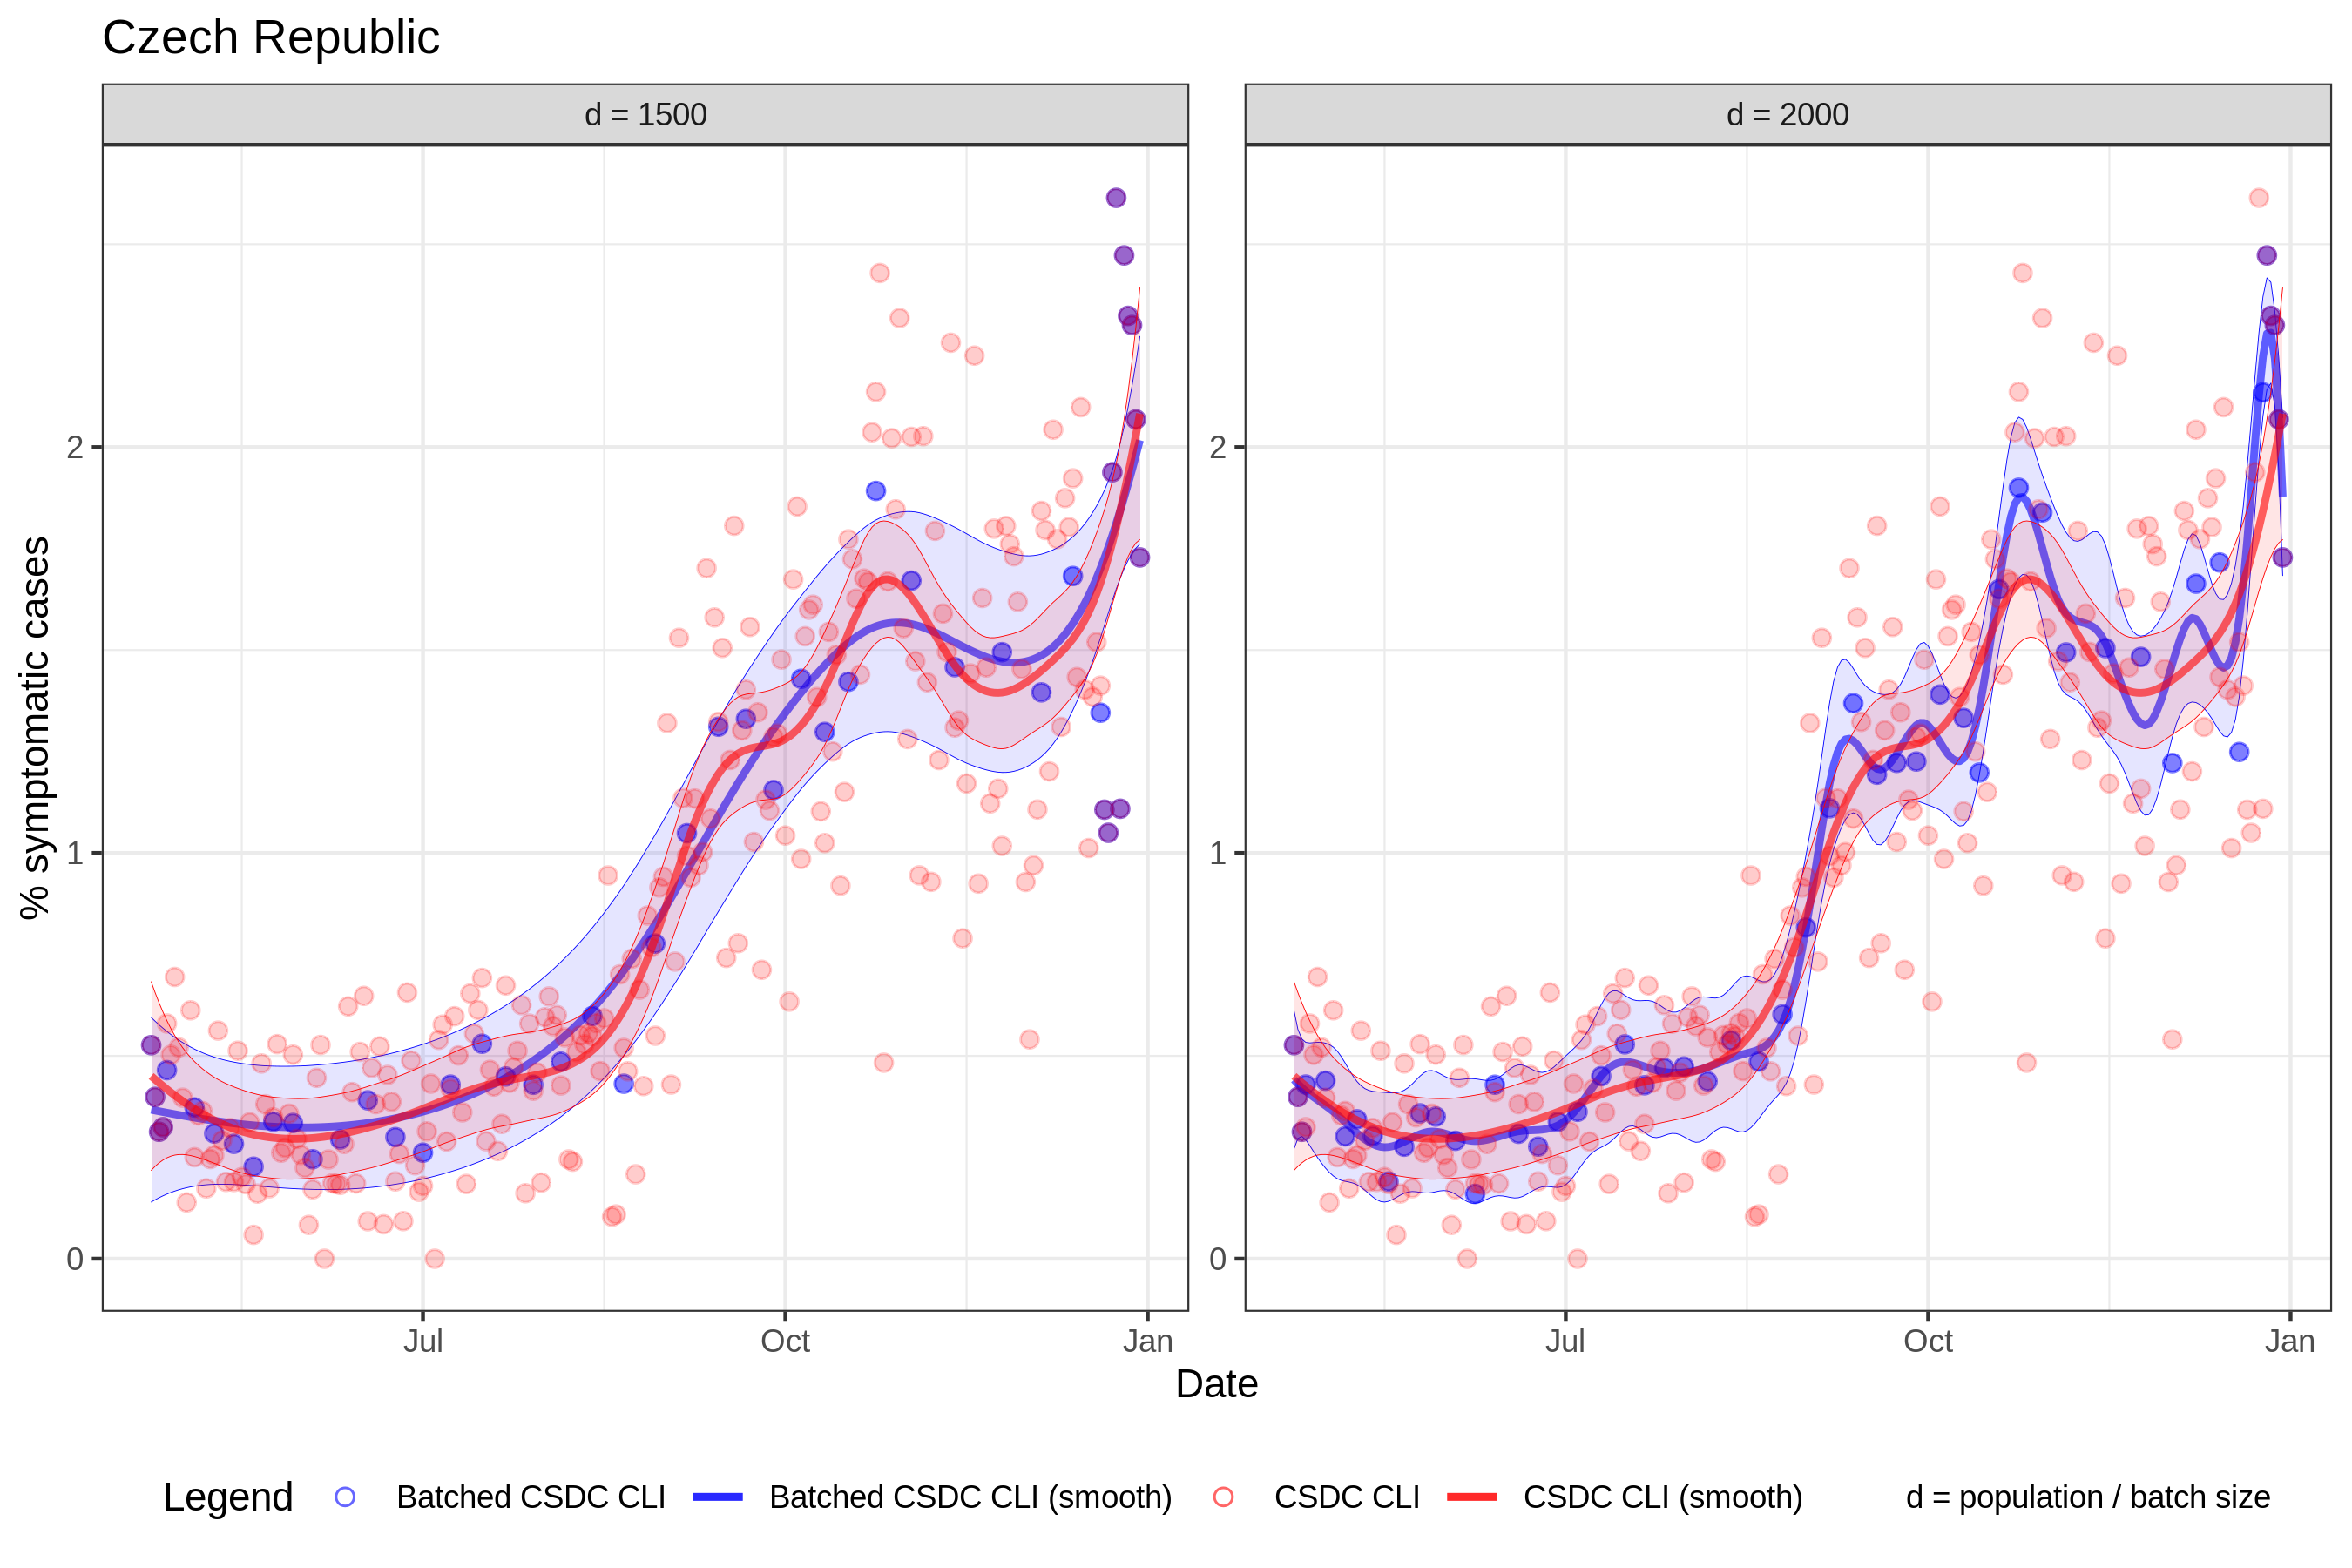 Czech Republic
d = 1500
d = 2000
% symptomatic cases
2
1
0
2
1
0
Jul
Oct
Jan
Jul
Oct
Jan
Date
Legend
Batched CSDC CLI
Batched CSDC CLI (smooth)
CSDC CLI
CSDC CLI (smooth)
d = population / batch size